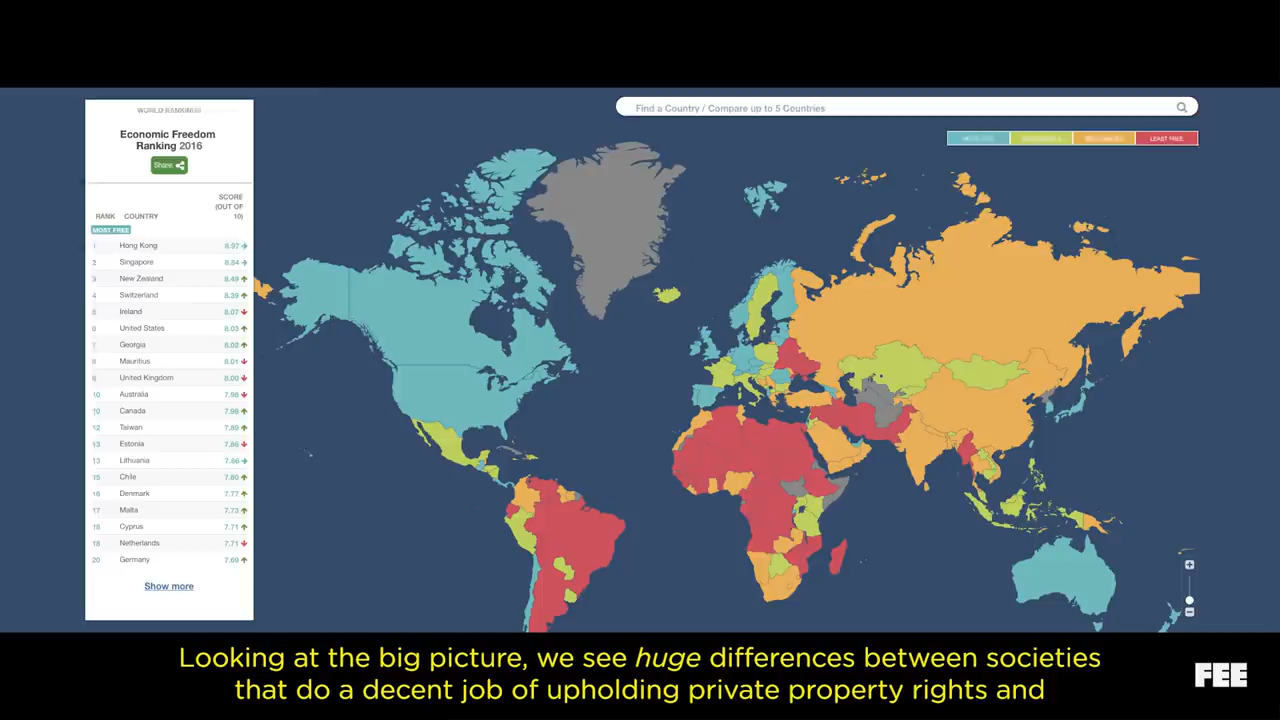 WORLD RANKINGS
Economic Freedom
Ranking 2016
Share
SCORE
(OUT OF
RANK COUNTRY 10)
MOST FREE
1 Hong Kong 8.97
2 Singapore 8.84
3 New Zealand 8.49
4 Switzerland 8.39
5 Ireland 8.07
6 United States 8.03
7 Georgia 8.02
8 Mauritius 8.01
9 United Kingdom 8.00
10 Australia 7.98
10 Canada 7.98
12 Taiwan 7.89
13 Estonia 7.86
13 Lithuania 7.86
15 Chile 7.80
16 Denmark 7.77
17 Malta 7.73
18 Cyprus 7.71
18 Netherlands 7.71
20 Germany 7.69
Show more
Find a Country / Compare up to 5 Countries
LEAST FREE
Looking at the big picture, we see huge differences between societies
that do a decent job of upholding private property rights and
FEE